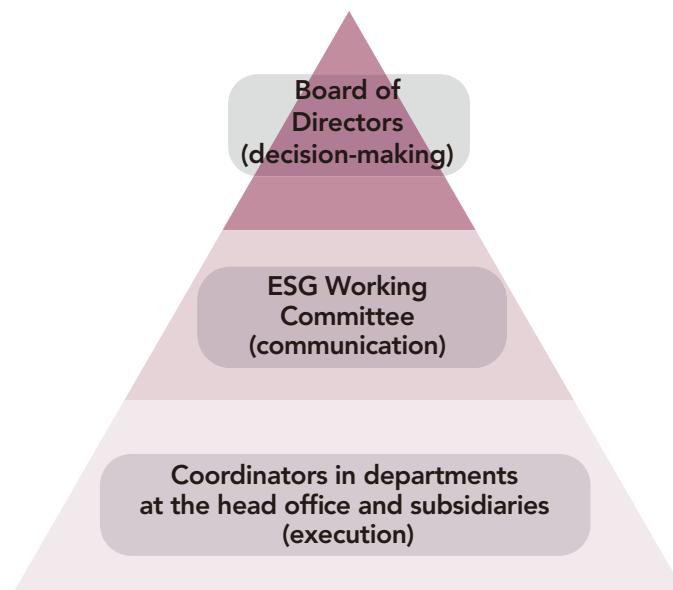 Board of
Directors
(decision-making)
ESG Working
Committee
(communication)
Coordinators in departments
at the head office and subsidiaries
(execution)